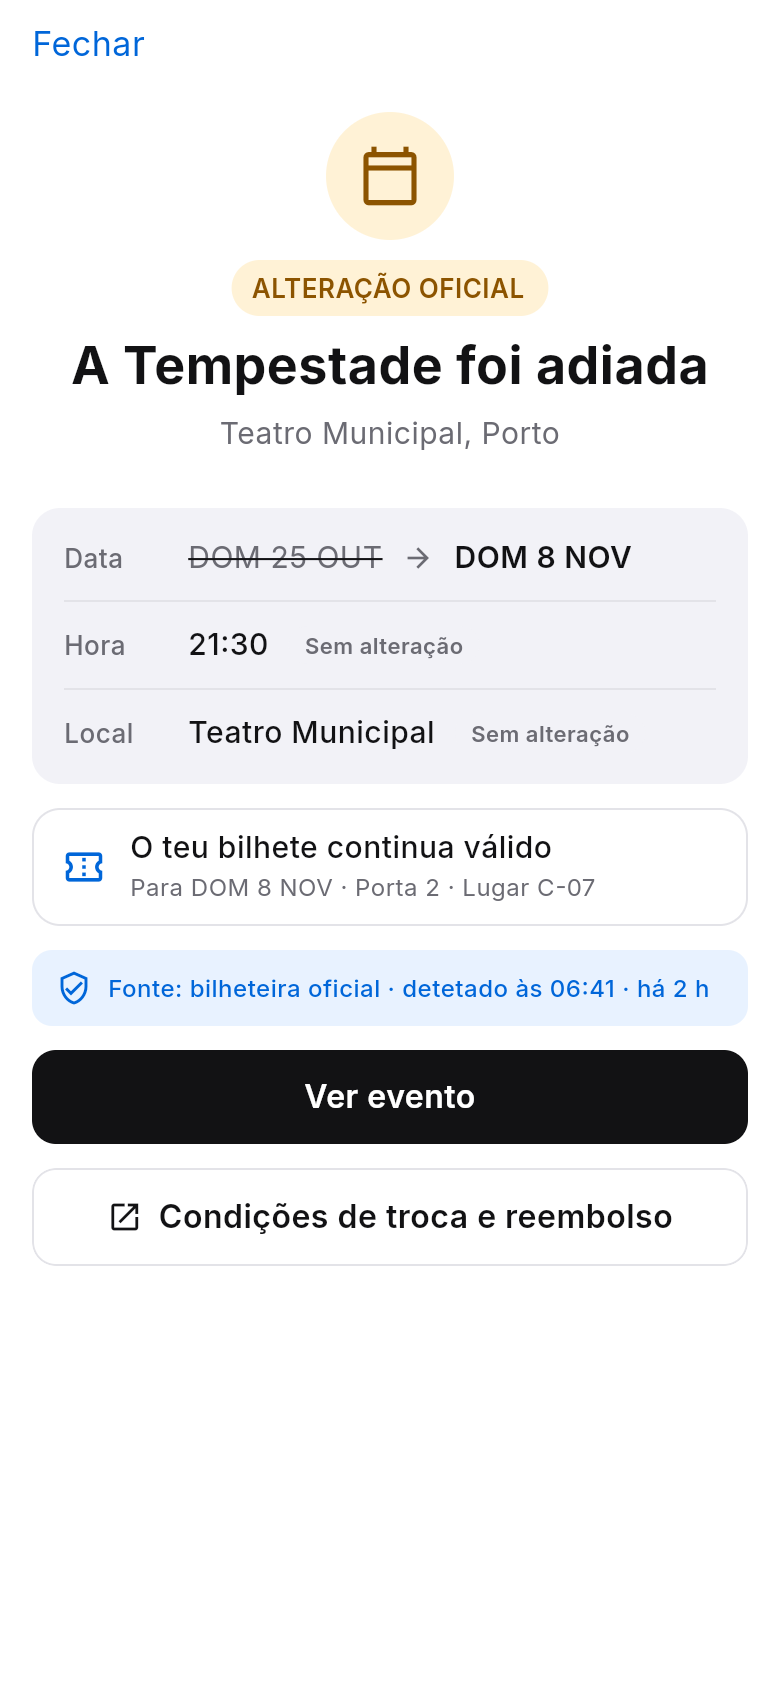 Fechar
ALTERAÇÃO OFICIAL
A Tempestade foi adiada
Teatro Municipal, Porto
Data DOM 25 OUT → DOM 8 NOV
Hora 21:30 Sem alteração
Local Teatro Municipal Sem alteração
O teu bilhete continua válido
Para DOM 8 NOV · Porta 2 · Lugar C-07
Fonte: bilheteira oficial · detetado às 06:41 · há 2 h
Ver evento
Condições de troca e reembolso